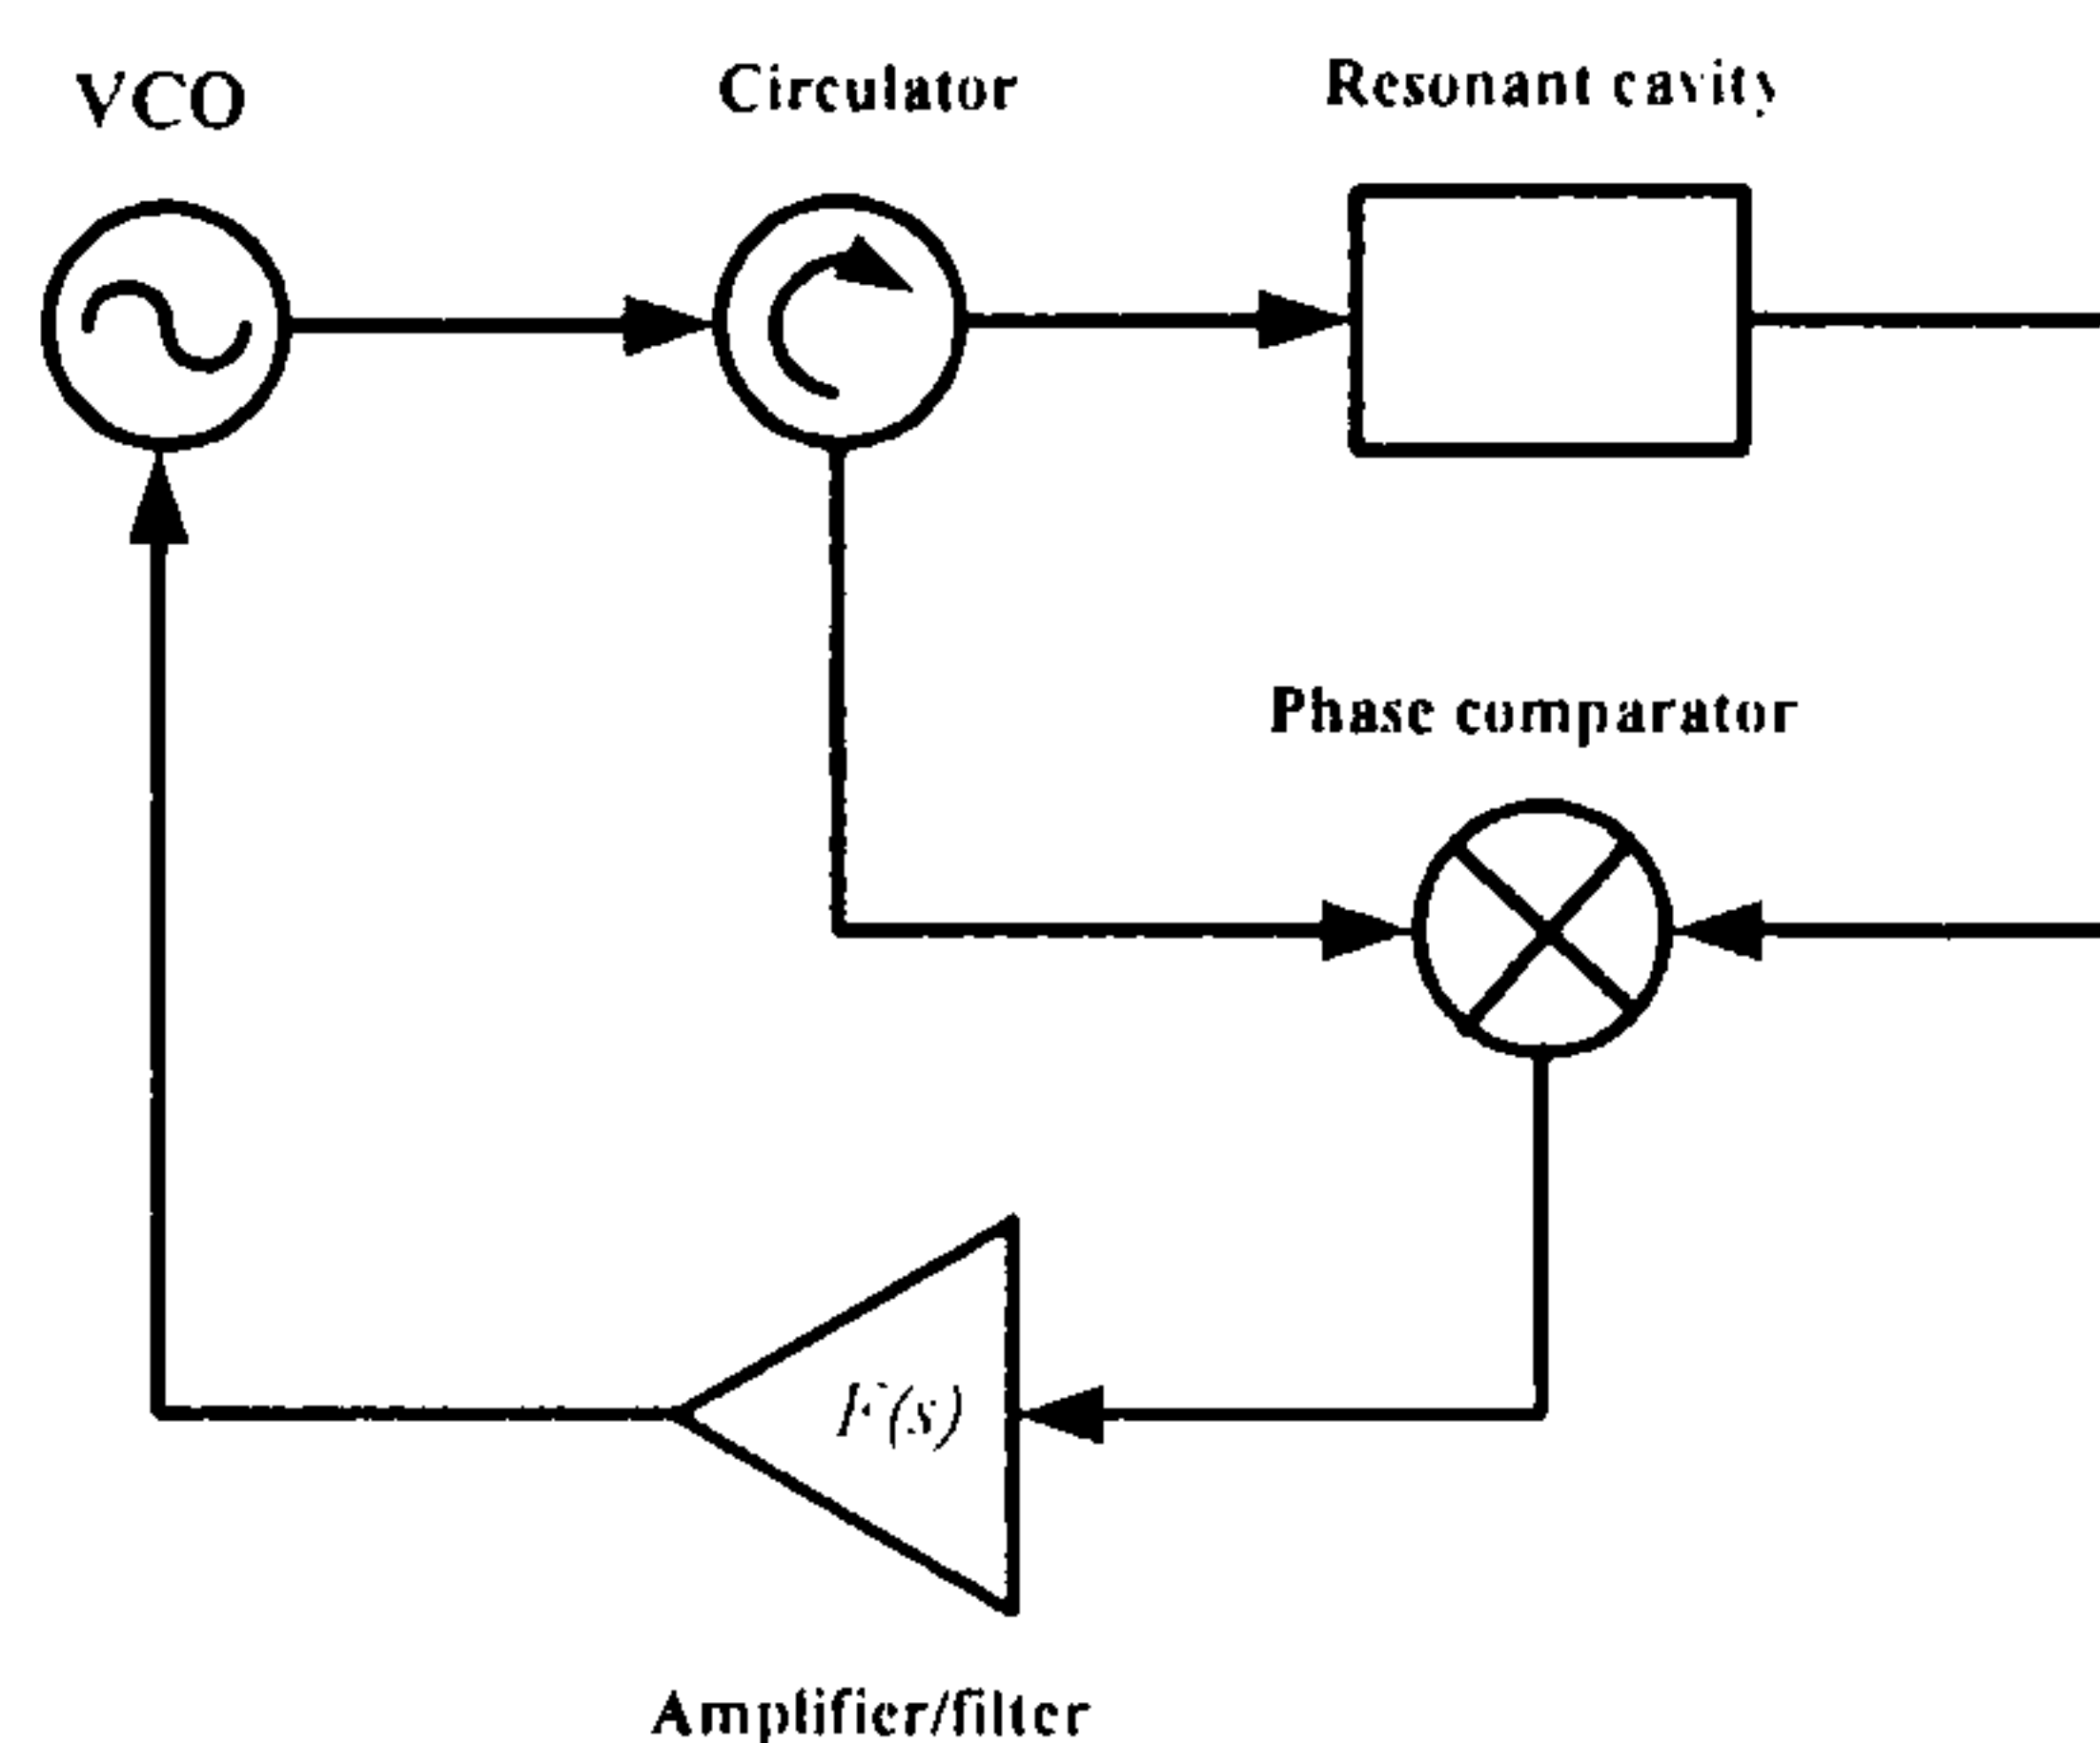 VCO
Circulator
Resonant cavity
Phase comparator
F(s)
Amplifier/filter